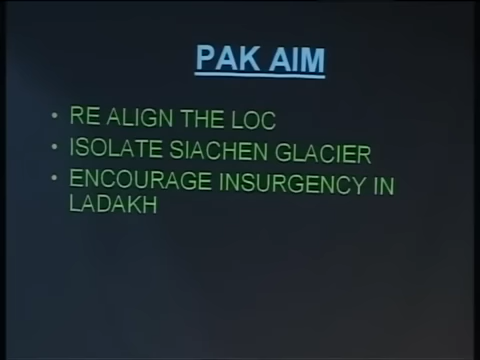 PAK AIM
• RE ALIGN THE LOC
• ISOLATE SIACHEN GLACIER
• ENCOURAGE INSURGENCY IN
LADAKH